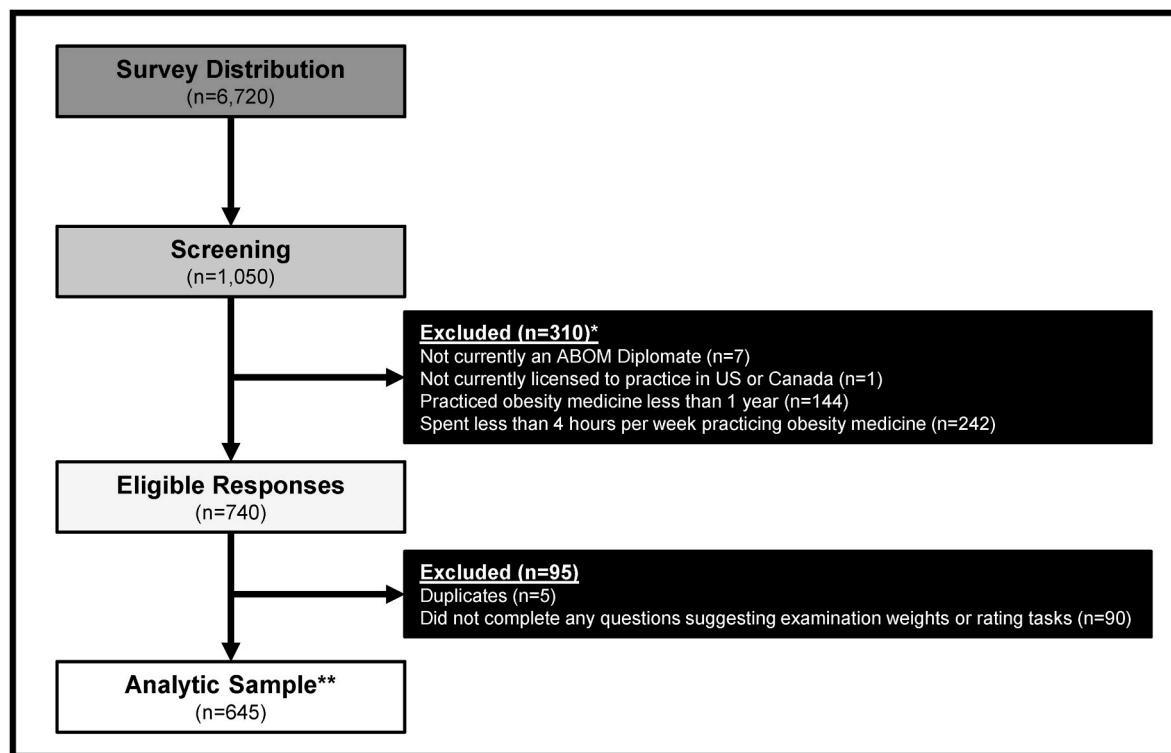 Survey Distribution
(n=6,720)
Screening
(n=1,050)
Excluded (n=310)*
Not currently an ABOM Diplomate (n=7)
Not currently licensed to practice in US or Canada (n=1)
Practiced obesity medicine less than 1 year (n=144)
Spent less than 4 hours per week practicing obesity medicine (n=242)
Eligible Responses
(n=740)
Excluded (n=95)
Duplicates (n=5)
Did not complete any questions suggesting examination weights or rating tasks (n=90)
Analytic Sample**
(n=645)